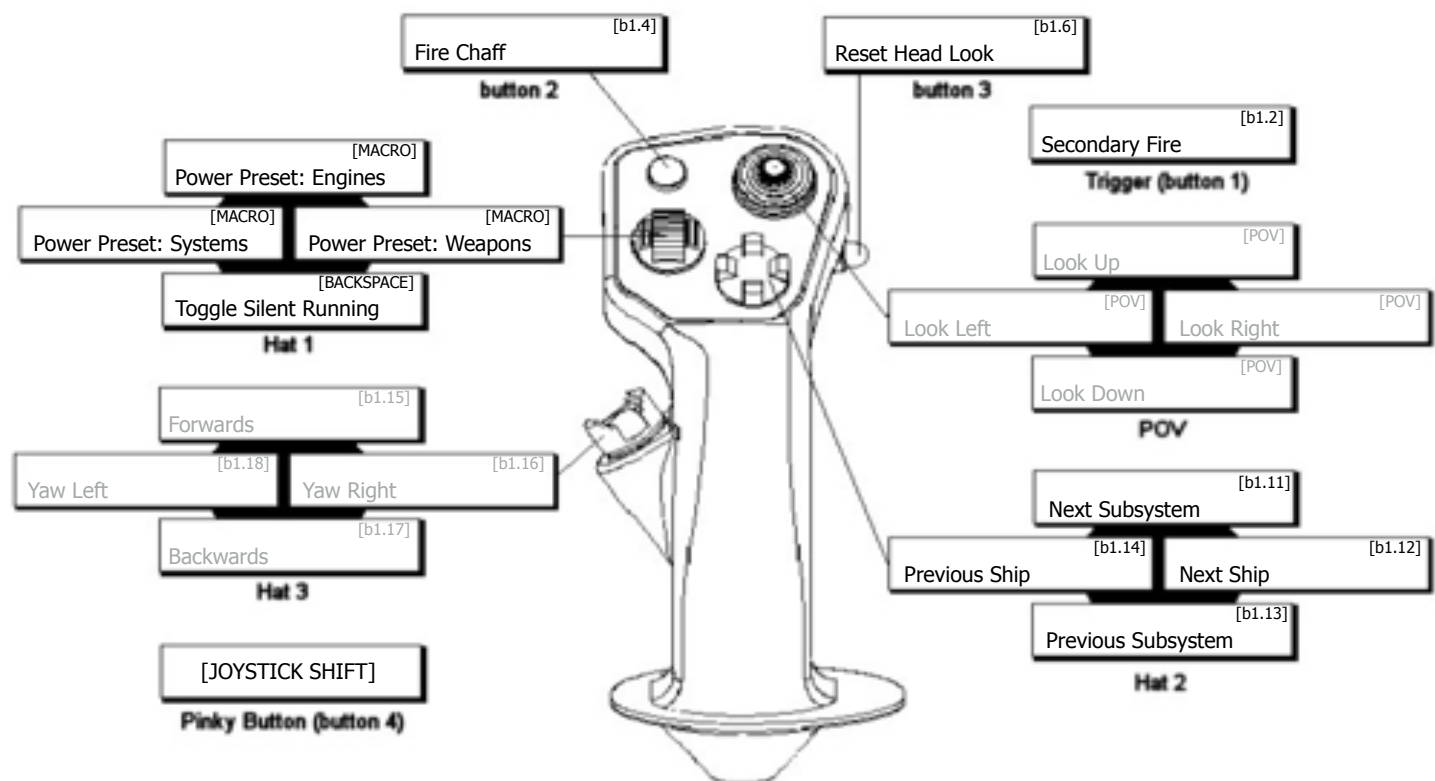 [b1.4]
Fire Chaff
button 2
[b1.6]
Reset Head Look
button 3
[b1.2]
Secondary Fire
Trigger (button 1)
[MACRO]
Power Preset: Engines
[MACRO]
Power Preset: Systems
[MACRO]
Power Preset: Weapons
[BACKSPACE]
Toggle Silent Running
Hat 1
[POV]
Look Up
[POV]
Look Left
[POV]
Look Right
[POV]
Look Down
POV
[b1.15]
Forwards
[b1.18]
Yaw Left
[b1.16]
Yaw Right
[b1.17]
Backwards
Hat 3
[b1.11]
Next Subsystem
[b1.14]
Previous Ship
[b1.12]
Next Ship
[b1.13]
Previous Subsystem
Hat 2
[JOYSTICK SHIFT]
Pinky Button (button 4)